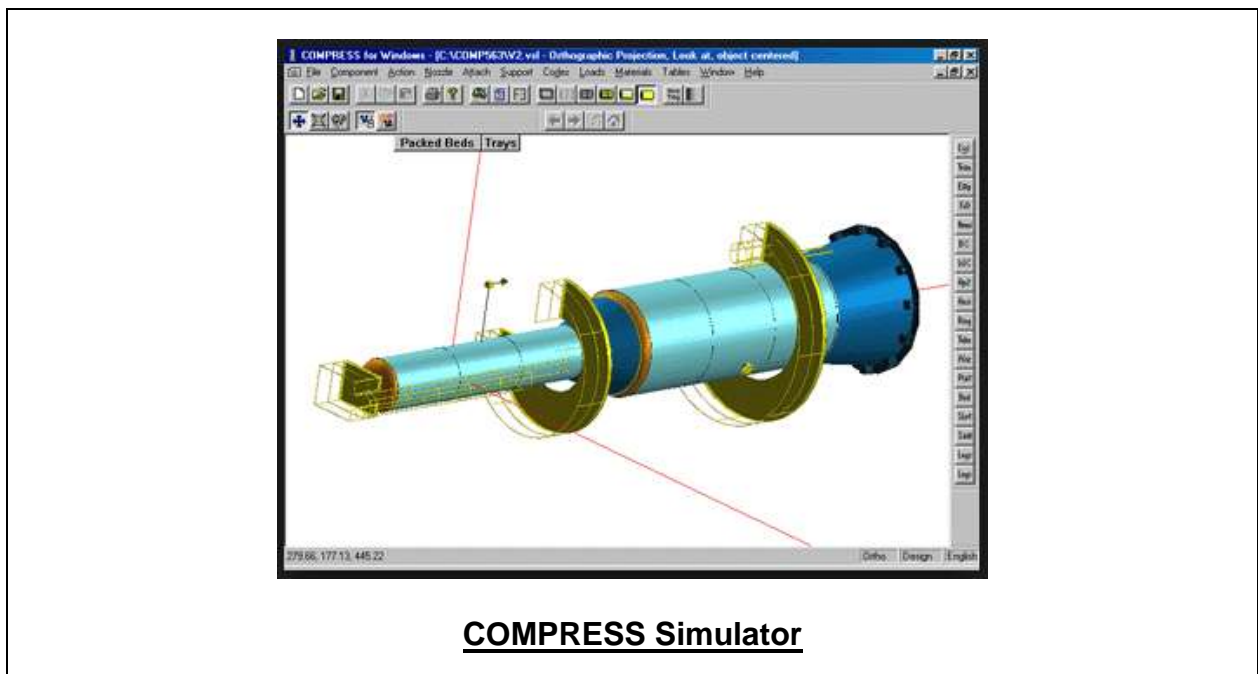 COMPRESS for Windows - [C:\COMP563\V2.vsl - Orthographic Projection, Look at, object centered]
File Component Action Nozzle Attach Support Codes Loads Materials Tables Window Help
Packed Beds Trays
Cyl
Ring
279.66, 177.13, 445.22
Ortho Design English
COMPRESS Simulator